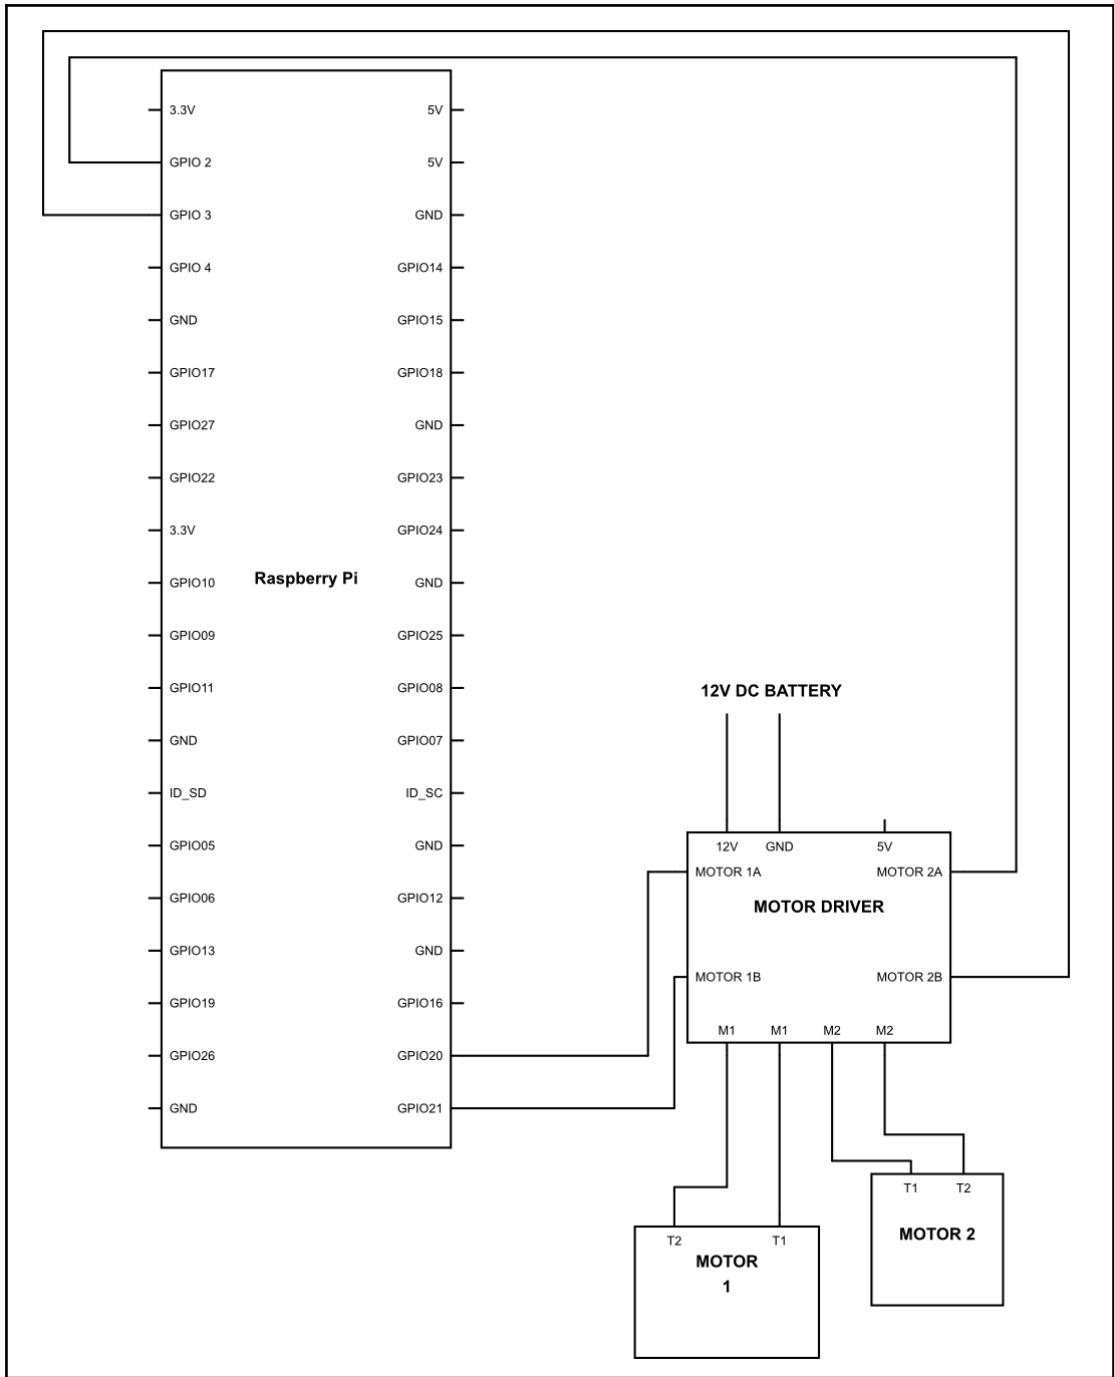 3.3V 5V
GPIO 2 5V
GPIO 3 GND
GPIO 4 GPIO14
GND GPIO15
GPIO17 GPIO18
GPIO27 GND
GPIO22 GPIO23
3.3V GPIO24
Raspberry Pi
GPIO10 GND
GPIO09 GPIO25
GPIO11 GPIO08
12V DC BATTERY
GND GPIO07
ID_SD ID_SC
GPIO05 GND
12V GND 5V
MOTOR 1A MOTOR 2A
GPIO06 GPIO12
MOTOR DRIVER
GPIO13 GND
MOTOR 1B MOTOR 2B
GPIO19 GPIO16
M1 M1 M2 M2
GPIO26 GPIO20
GND GPIO21
T1 T2
MOTOR 2
T2 T1
MOTOR
1